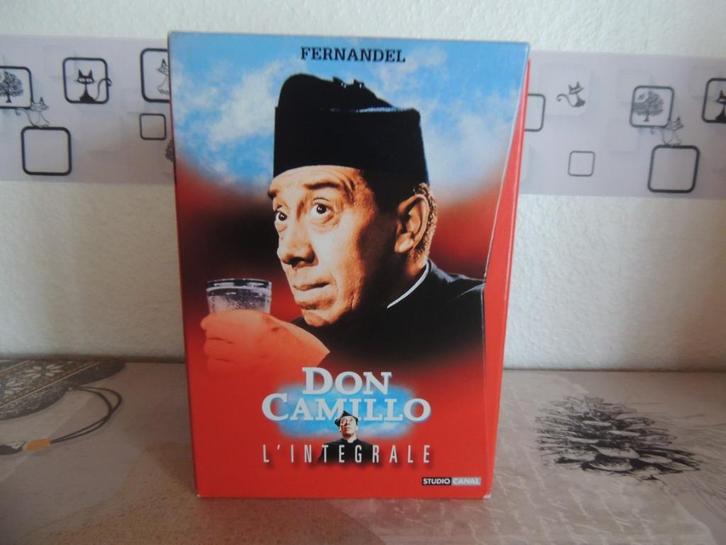 FERNANDEL
DON
CAMILLO
L'INTEGRALE
STUDIO CANAL